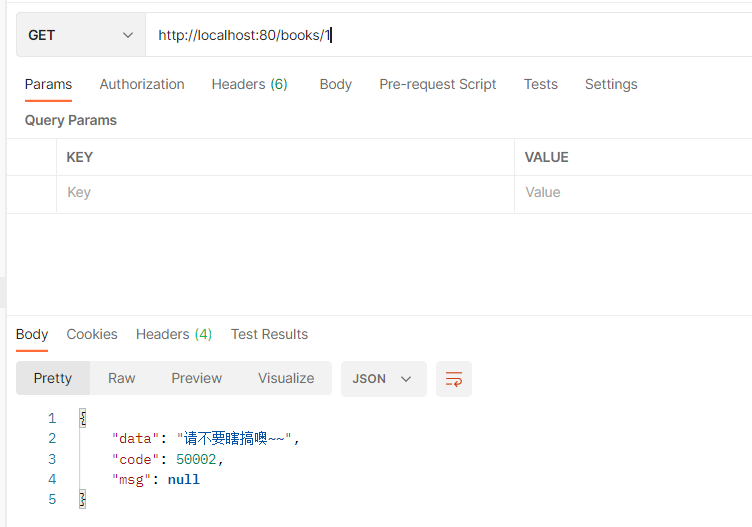 GET http://localhost:80/books/1
Params Authorization Headers (6) Body Pre-request Script Tests Settings
Query Params
KEY VALUE
Key Value
Body Cookies Headers (4) Test Results
Pretty Raw Preview Visualize JSON
1 {
2 "data": "请不要瞎搞噢~~",
3 "code": 50002,
4 "msg": null
5 }